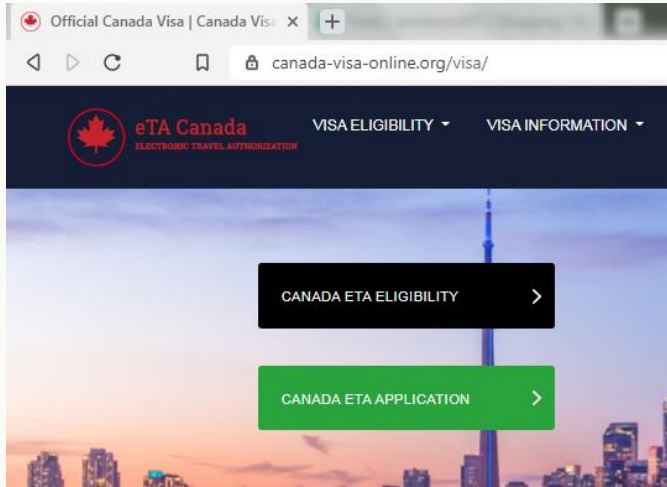 Official Canada Visa | Canada Vis
canada-visa-online.org/visa/
eTA Canada
ELECTRONIC TRAVEL AUTHORIZATION
VISA ELIGIBILITY
VISA INFORMATION
CANADA ETA ELIGIBILITY
CANADA ETA APPLICATION